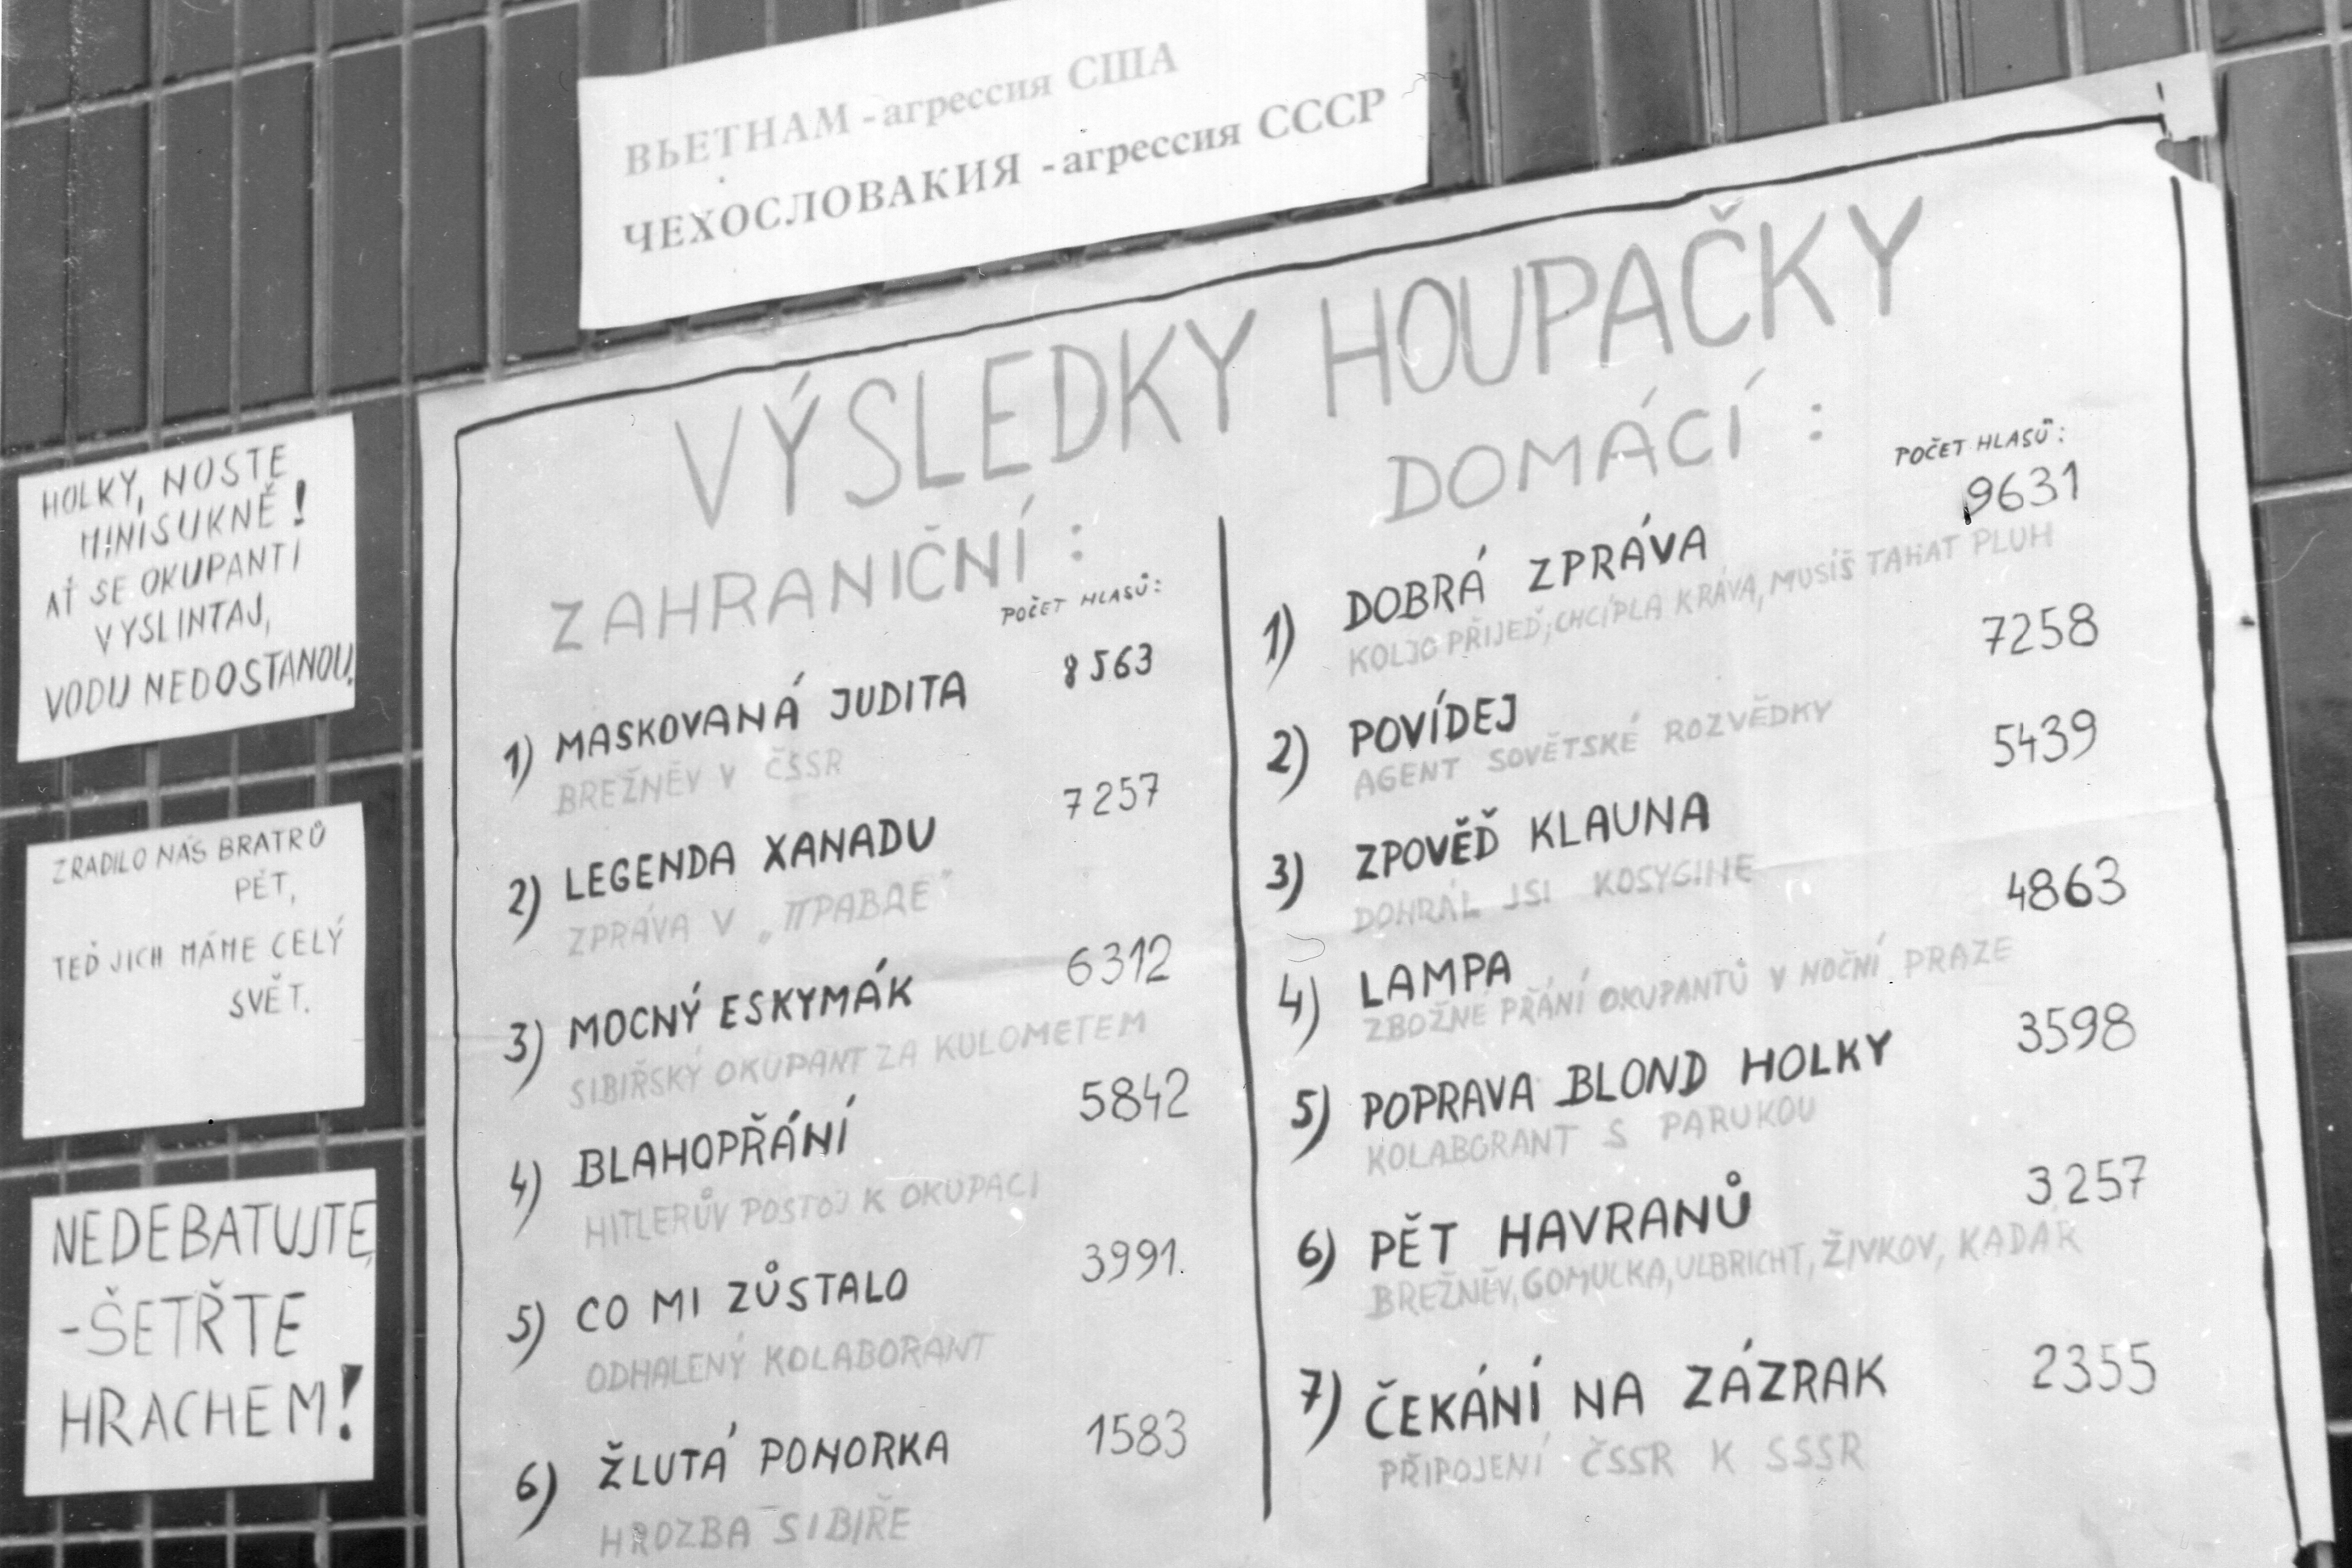 ВЬЕТНАМ - агрессия США
ЧЕХОСЛОВАКИЯ - агрессия СССР
HOLKY, NOSTE
MINISUKNĚ!
AŤ SE OKUPANTI
VYSLINTAJ,
VODU NEDOSTANOU!
ZRADILO NÁS BRATRŮ
PĚT,
TEĎ JICH MÁME CELÝ
SVĚT.
NEDEBATUJTE,
-ŠETŘTE
HRACHEM!
VÝSLEDKY HOUPAČKY
ZAHRANIČNÍ:
POČET HLASŮ:
1) MASKOVANÁ JUDITA 8563
BREŽNĚV V ČSSR
2) LEGENDA XANADU 7257
ZPRÁVA V „ПРАВДЕ"
3) MOCNÝ ESKYMÁK 6312
SIBIŘSKÝ OKUPANT ZA KULOMETEM
4) BLAHOPŘÁNÍ 5842
HITLERŮV POSTOJ K OKUPACI
5) CO MI ZŮSTALO 3991.
ODHALENÝ KOLABORANT
6) ŽLUTÁ PONORKA 1583
HROZBA SIBIŘE
DOMÁCÍ:
POČET HLASŮ:
1) DOBRÁ ZPRÁVA 9631
KOLJO PŘIJEĎ, CHCÍPLA KRÁVA, MUSÍŠ TAHAT PLUH
2) POVÍDEJ 7258
AGENT SOVĚTSKÉ ROZVĚDKY
3) ZPOVĚĎ KLAUNA 5439
DOHRÁL JSI KOSYGINE
4) LAMPA 4863
ZBOŽNÉ PŘÁNÍ OKUPANTŮ V NOČNÍ PRAZE
5) POPRAVA BLOND HOLKY 3598
KOLABORANT S PARUKOU
6) PĚT HAVRANŮ 3257
BREŽNĚV, GOMULKA, ULBRICHT, ŽIVKOV, KADÁR
7) ČEKÁNÍ NA ZÁZRAK 2355
PŘIPOJENÍ ČSSR K SSSR